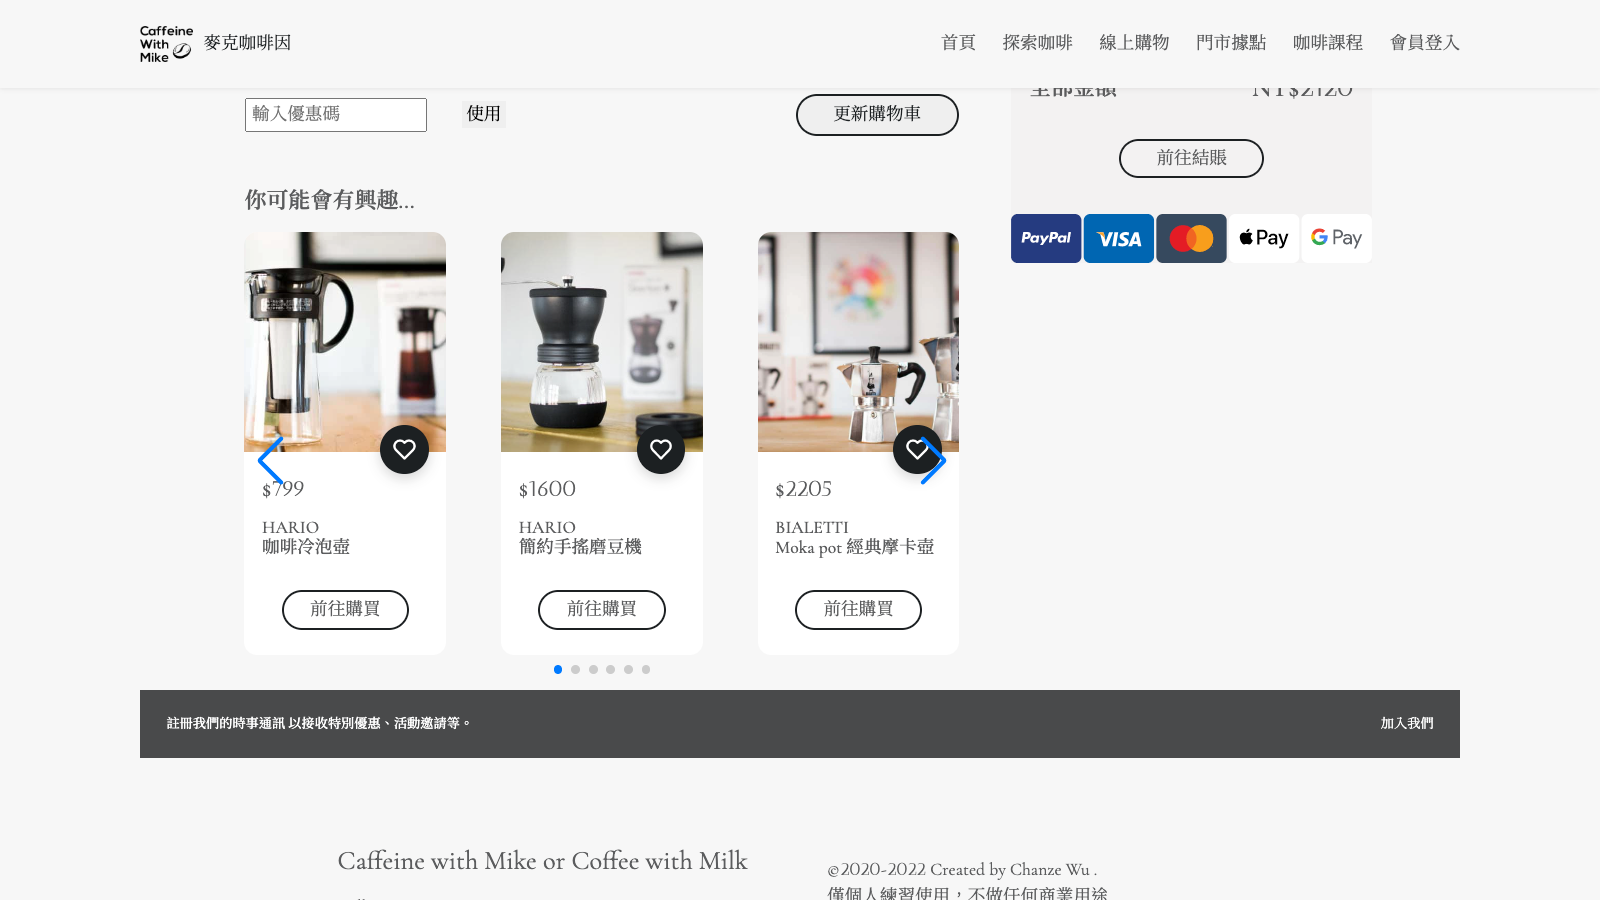 Caffeine
With
Mike
麥克咖啡因
首頁 探索咖啡 線上購物 門市據點 咖啡課程 會員登入
全部金額 NT$2120
輸入優惠碼 使用 更新購物車
前往結賬
你可能會有興趣...
PayPal VISA Pay G Pay
$799
HARIO
咖啡冷泡壺
前往購買
$1600
HARIO
簡約手搖磨豆機
前往購買
$2205
BIALETTI
Moka pot 經典摩卡壺
前往購買
註冊我們的時事通訊 以接收特別優惠、活動邀請等。 加入我們
Caffeine with Mike or Coffee with Milk
©2020-2022 Created by Chanze Wu .
僅個人練習使用，不做任何商業用途